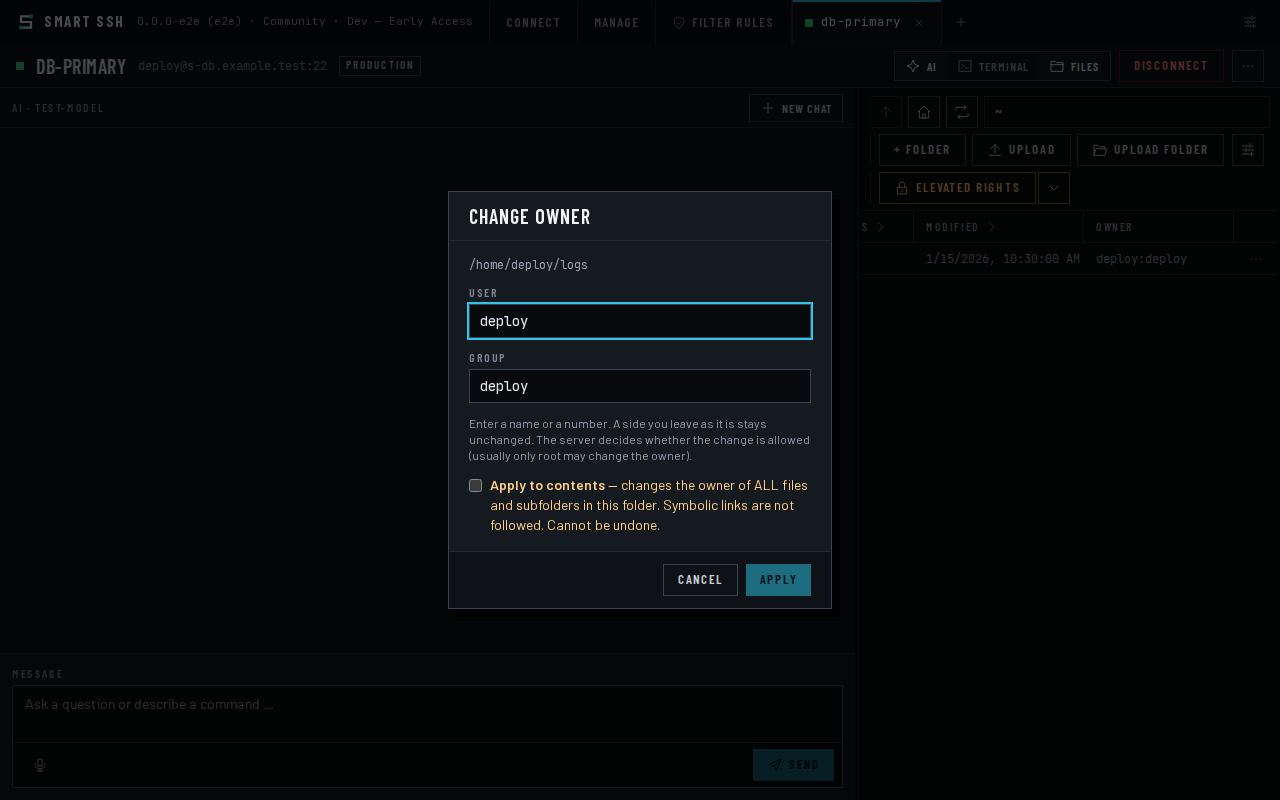 SMART SSH 0.0.0-e2e (e2e) · Community · Dev — Early Access CONNECT MANAGE FILTER RULES db-primary × +
DB-PRIMARY deploy@s-db.example.test:22 PRODUCTION AI TERMINAL FILES DISCONNECT ...
AI · TEST-MODEL NEW CHAT
~
+ FOLDER UPLOAD UPLOAD FOLDER
ELEVATED RIGHTS
S MODIFIED OWNER
1/15/2026, 10:30:00 AM deploy:deploy ...
CHANGE OWNER
/home/deploy/logs
USER
deploy
GROUP
deploy
Enter a name or a number. A side you leave as it is stays
unchanged. The server decides whether the change is allowed
(usually only root may change the owner).
Apply to contents — changes the owner of ALL files
and subfolders in this folder. Symbolic links are not
followed. Cannot be undone.
CANCEL APPLY
MESSAGE
Ask a question or describe a command ...
SEND